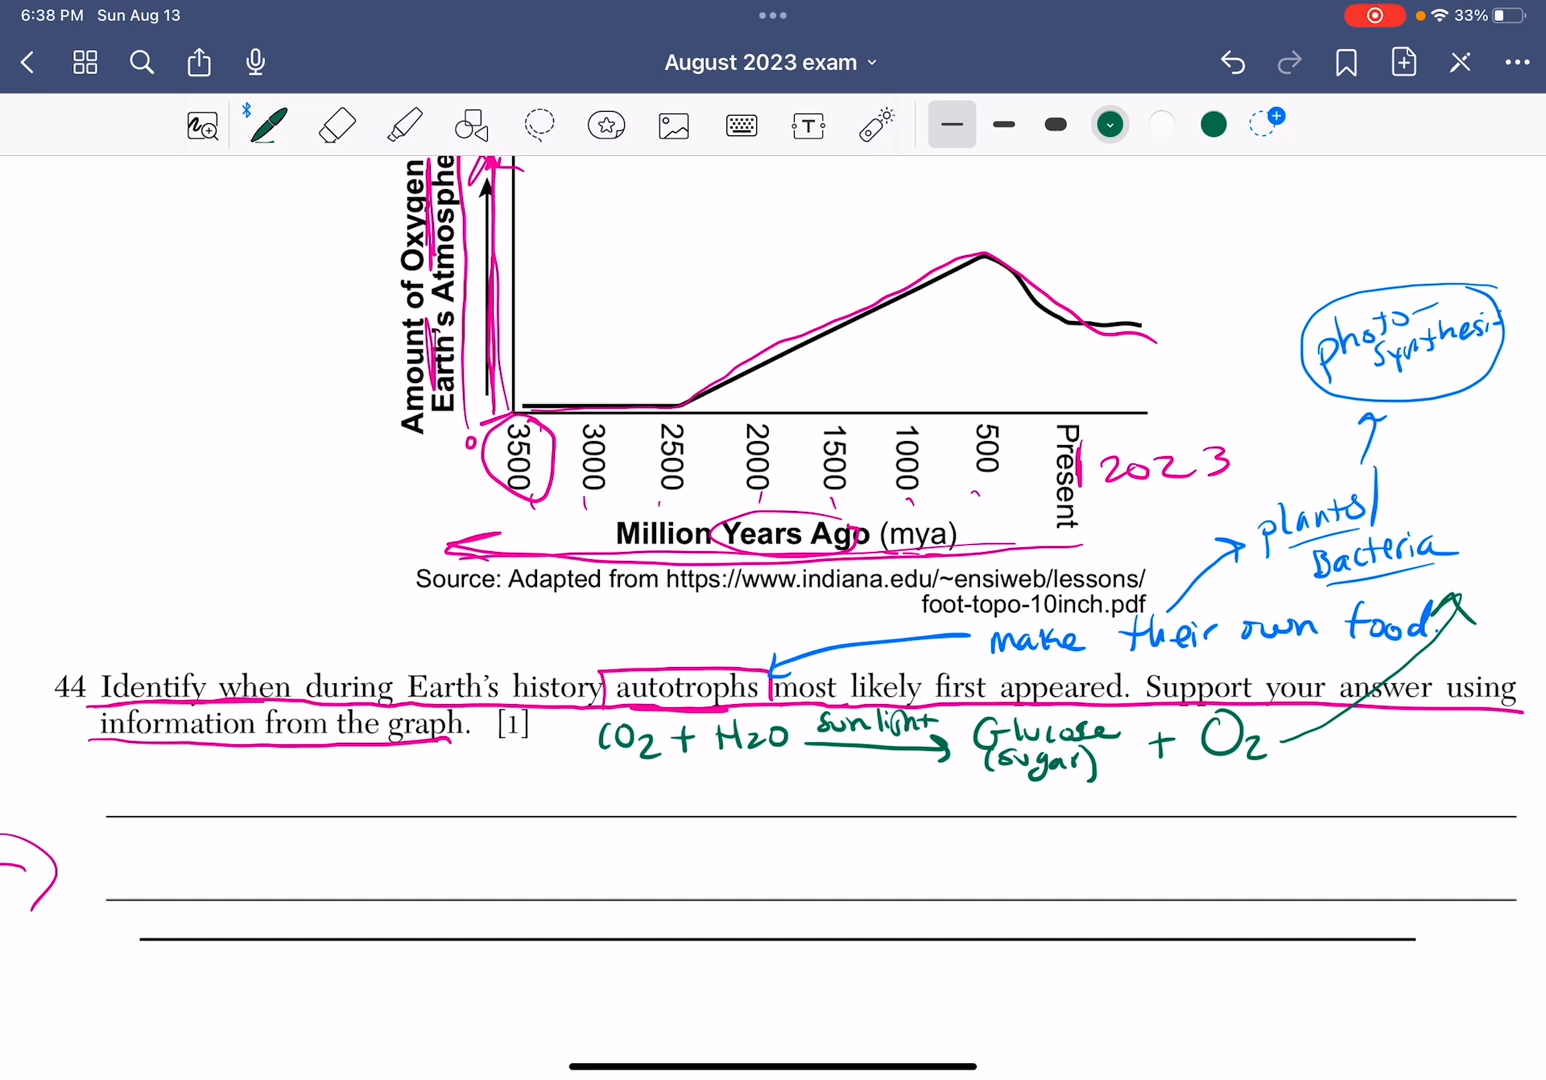 6:38 PM Sun Aug 13
33%
August 2023 exam
Amount of Oxygen
Earth's Atmosphe
0
3500
3000
2500
2000
1500
1000
500
Present
2023
Million Years Ago (mya)
Source: Adapted from https://www.indiana.edu/~ensiweb/lessons/
foot-topo-10inch.pdf
photo-
synthesis
plants
Bacteria
make their own food.
44 Identify when during Earth's history autotrophs most likely first appeared. Support your answer using
information from the graph. [1]
CO2 + H2O sunlight Glucose + O2
(sugar)